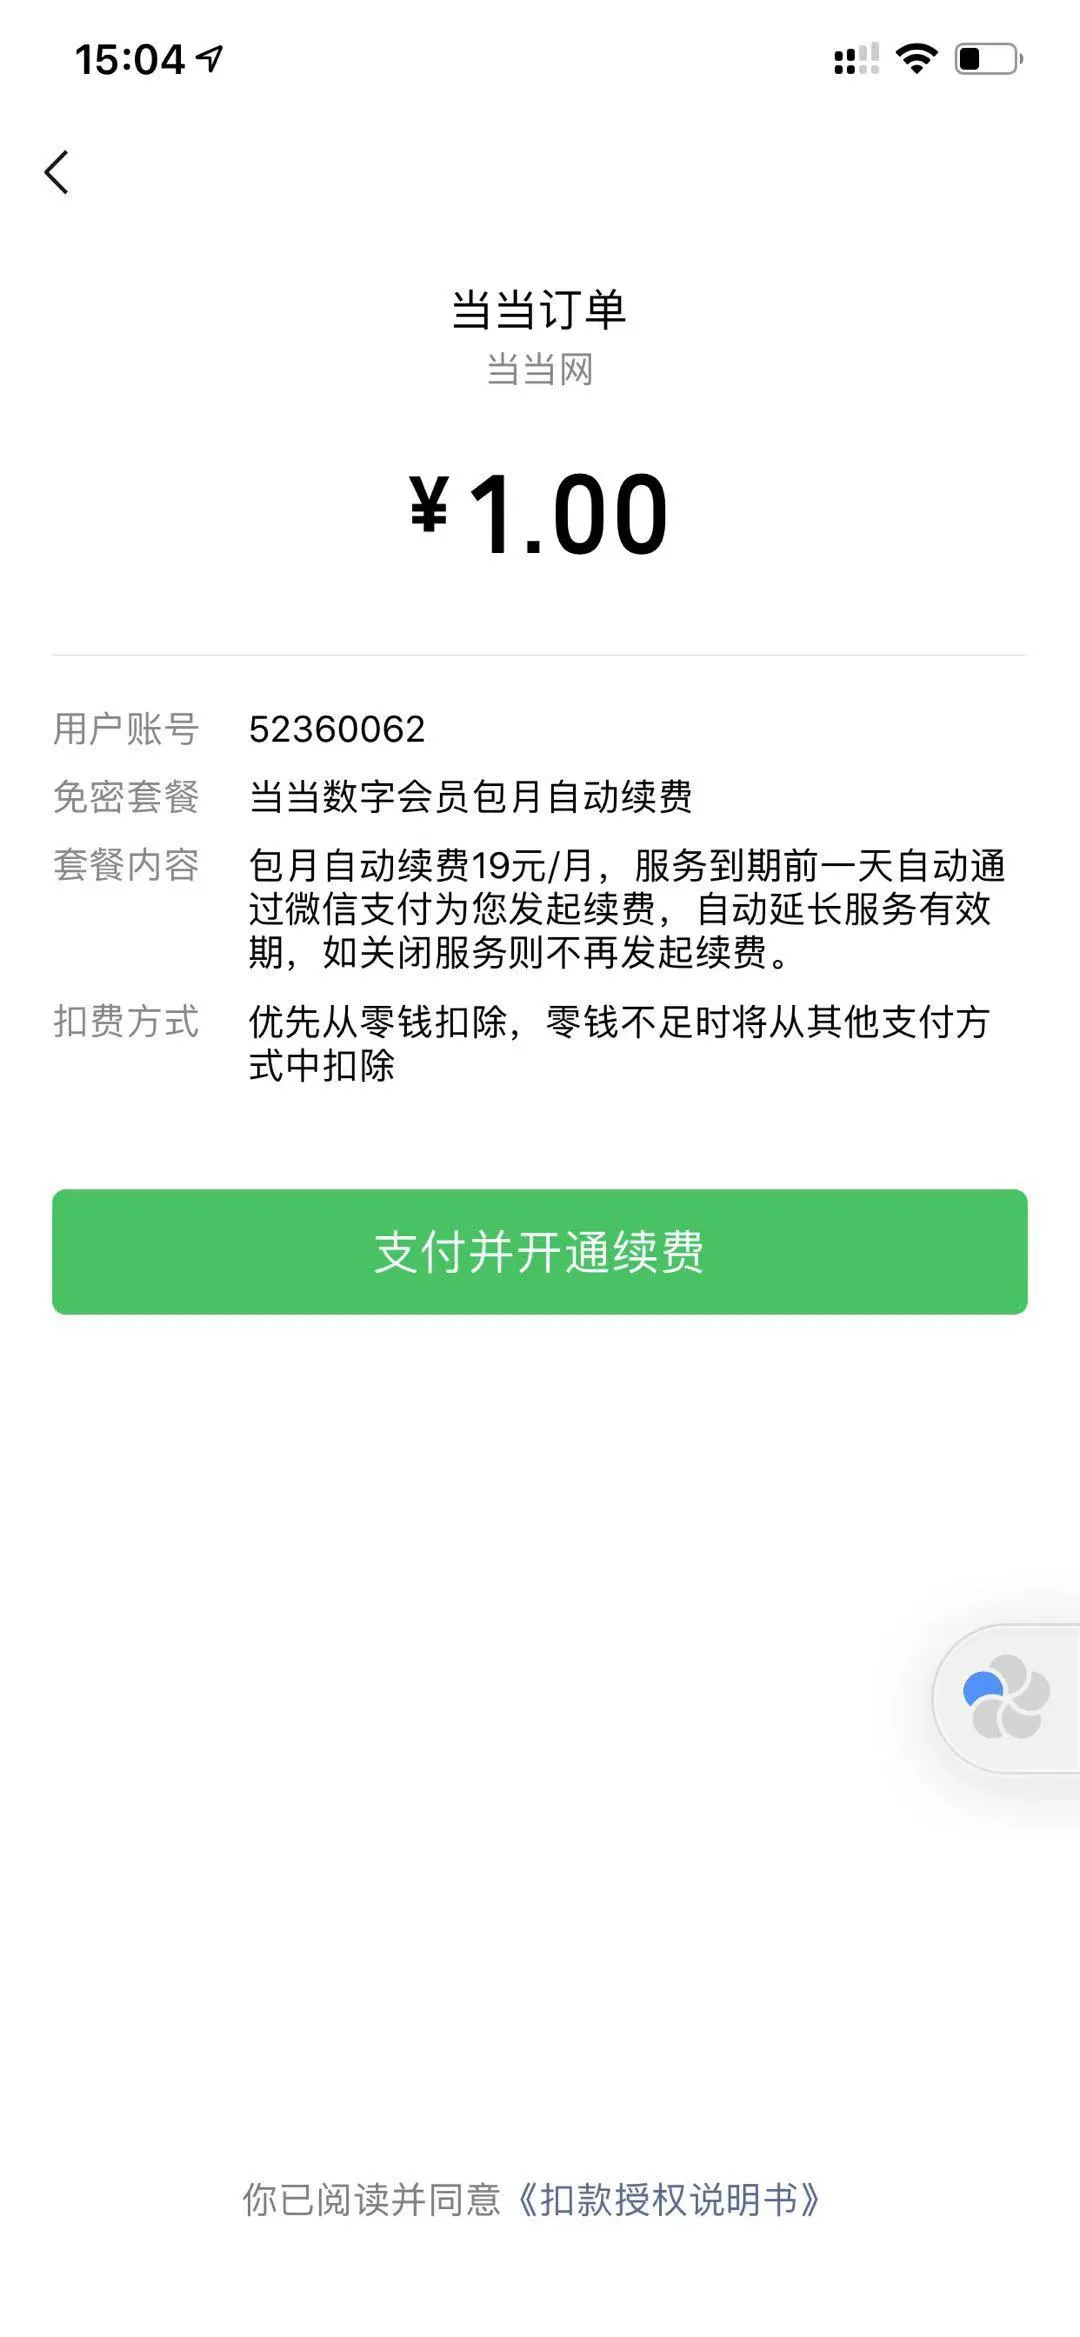 15:04
当当订单
当当网
¥1.00
用户账号 52360062
免密套餐 当当数字会员包月自动续费
套餐内容 包月自动续费19元/月，服务到期前一天自动通
过微信支付为您发起续费，自动延长服务有效
期，如关闭服务则不再发起续费。
扣费方式 优先从零钱扣除，零钱不足时将从其他支付方
式中扣除
支付并开通续费
你已阅读并同意《扣款授权说明书》